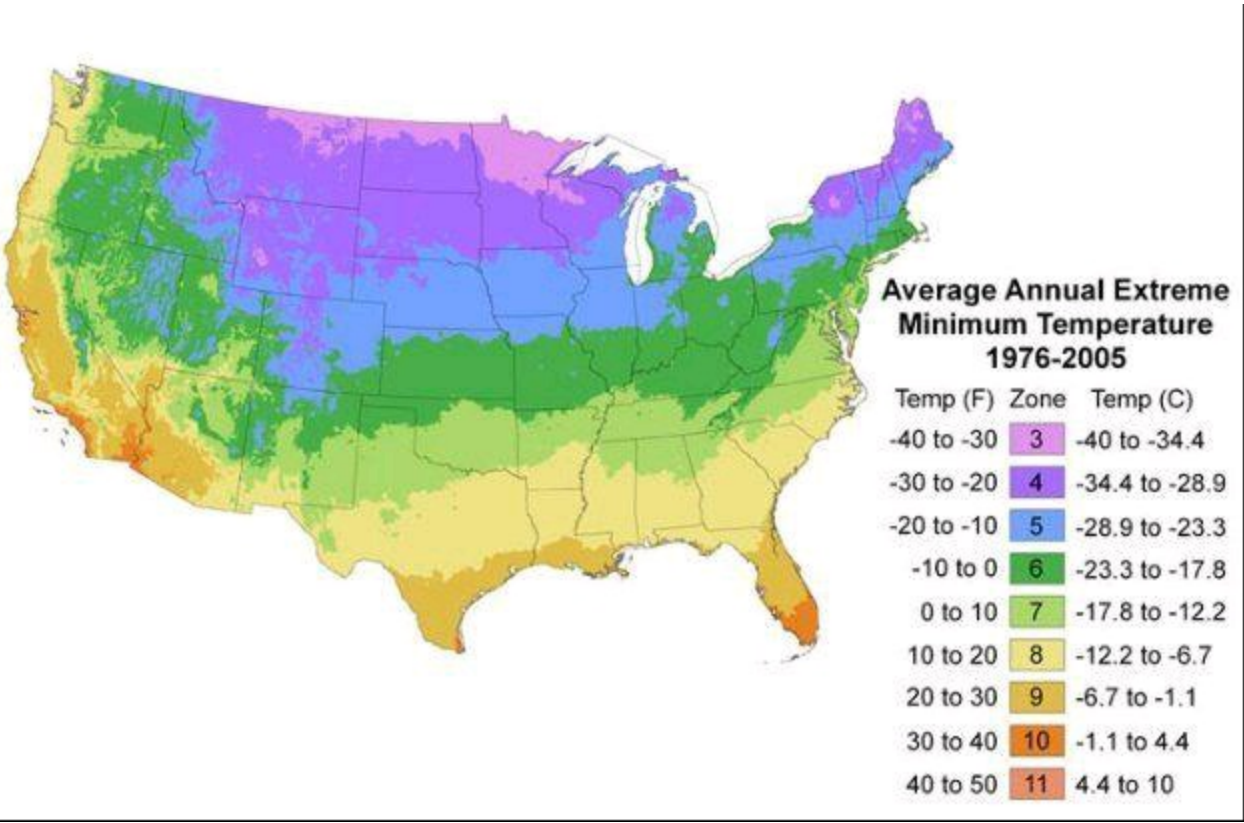 Average Annual Extreme
Minimum Temperature
1976-2005
Temp (F) Zone Temp (C)
-40 to -30 3 -40 to -34.4
-30 to -20 4 -34.4 to -28.9
-20 to -10 5 -28.9 to -23.3
-10 to 0 6 -23.3 to -17.8
0 to 10 7 -17.8 to -12.2
10 to 20 8 -12.2 to -6.7
20 to 30 9 -6.7 to -1.1
30 to 40 10 -1.1 to 4.4
40 to 50 11 4.4 to 10